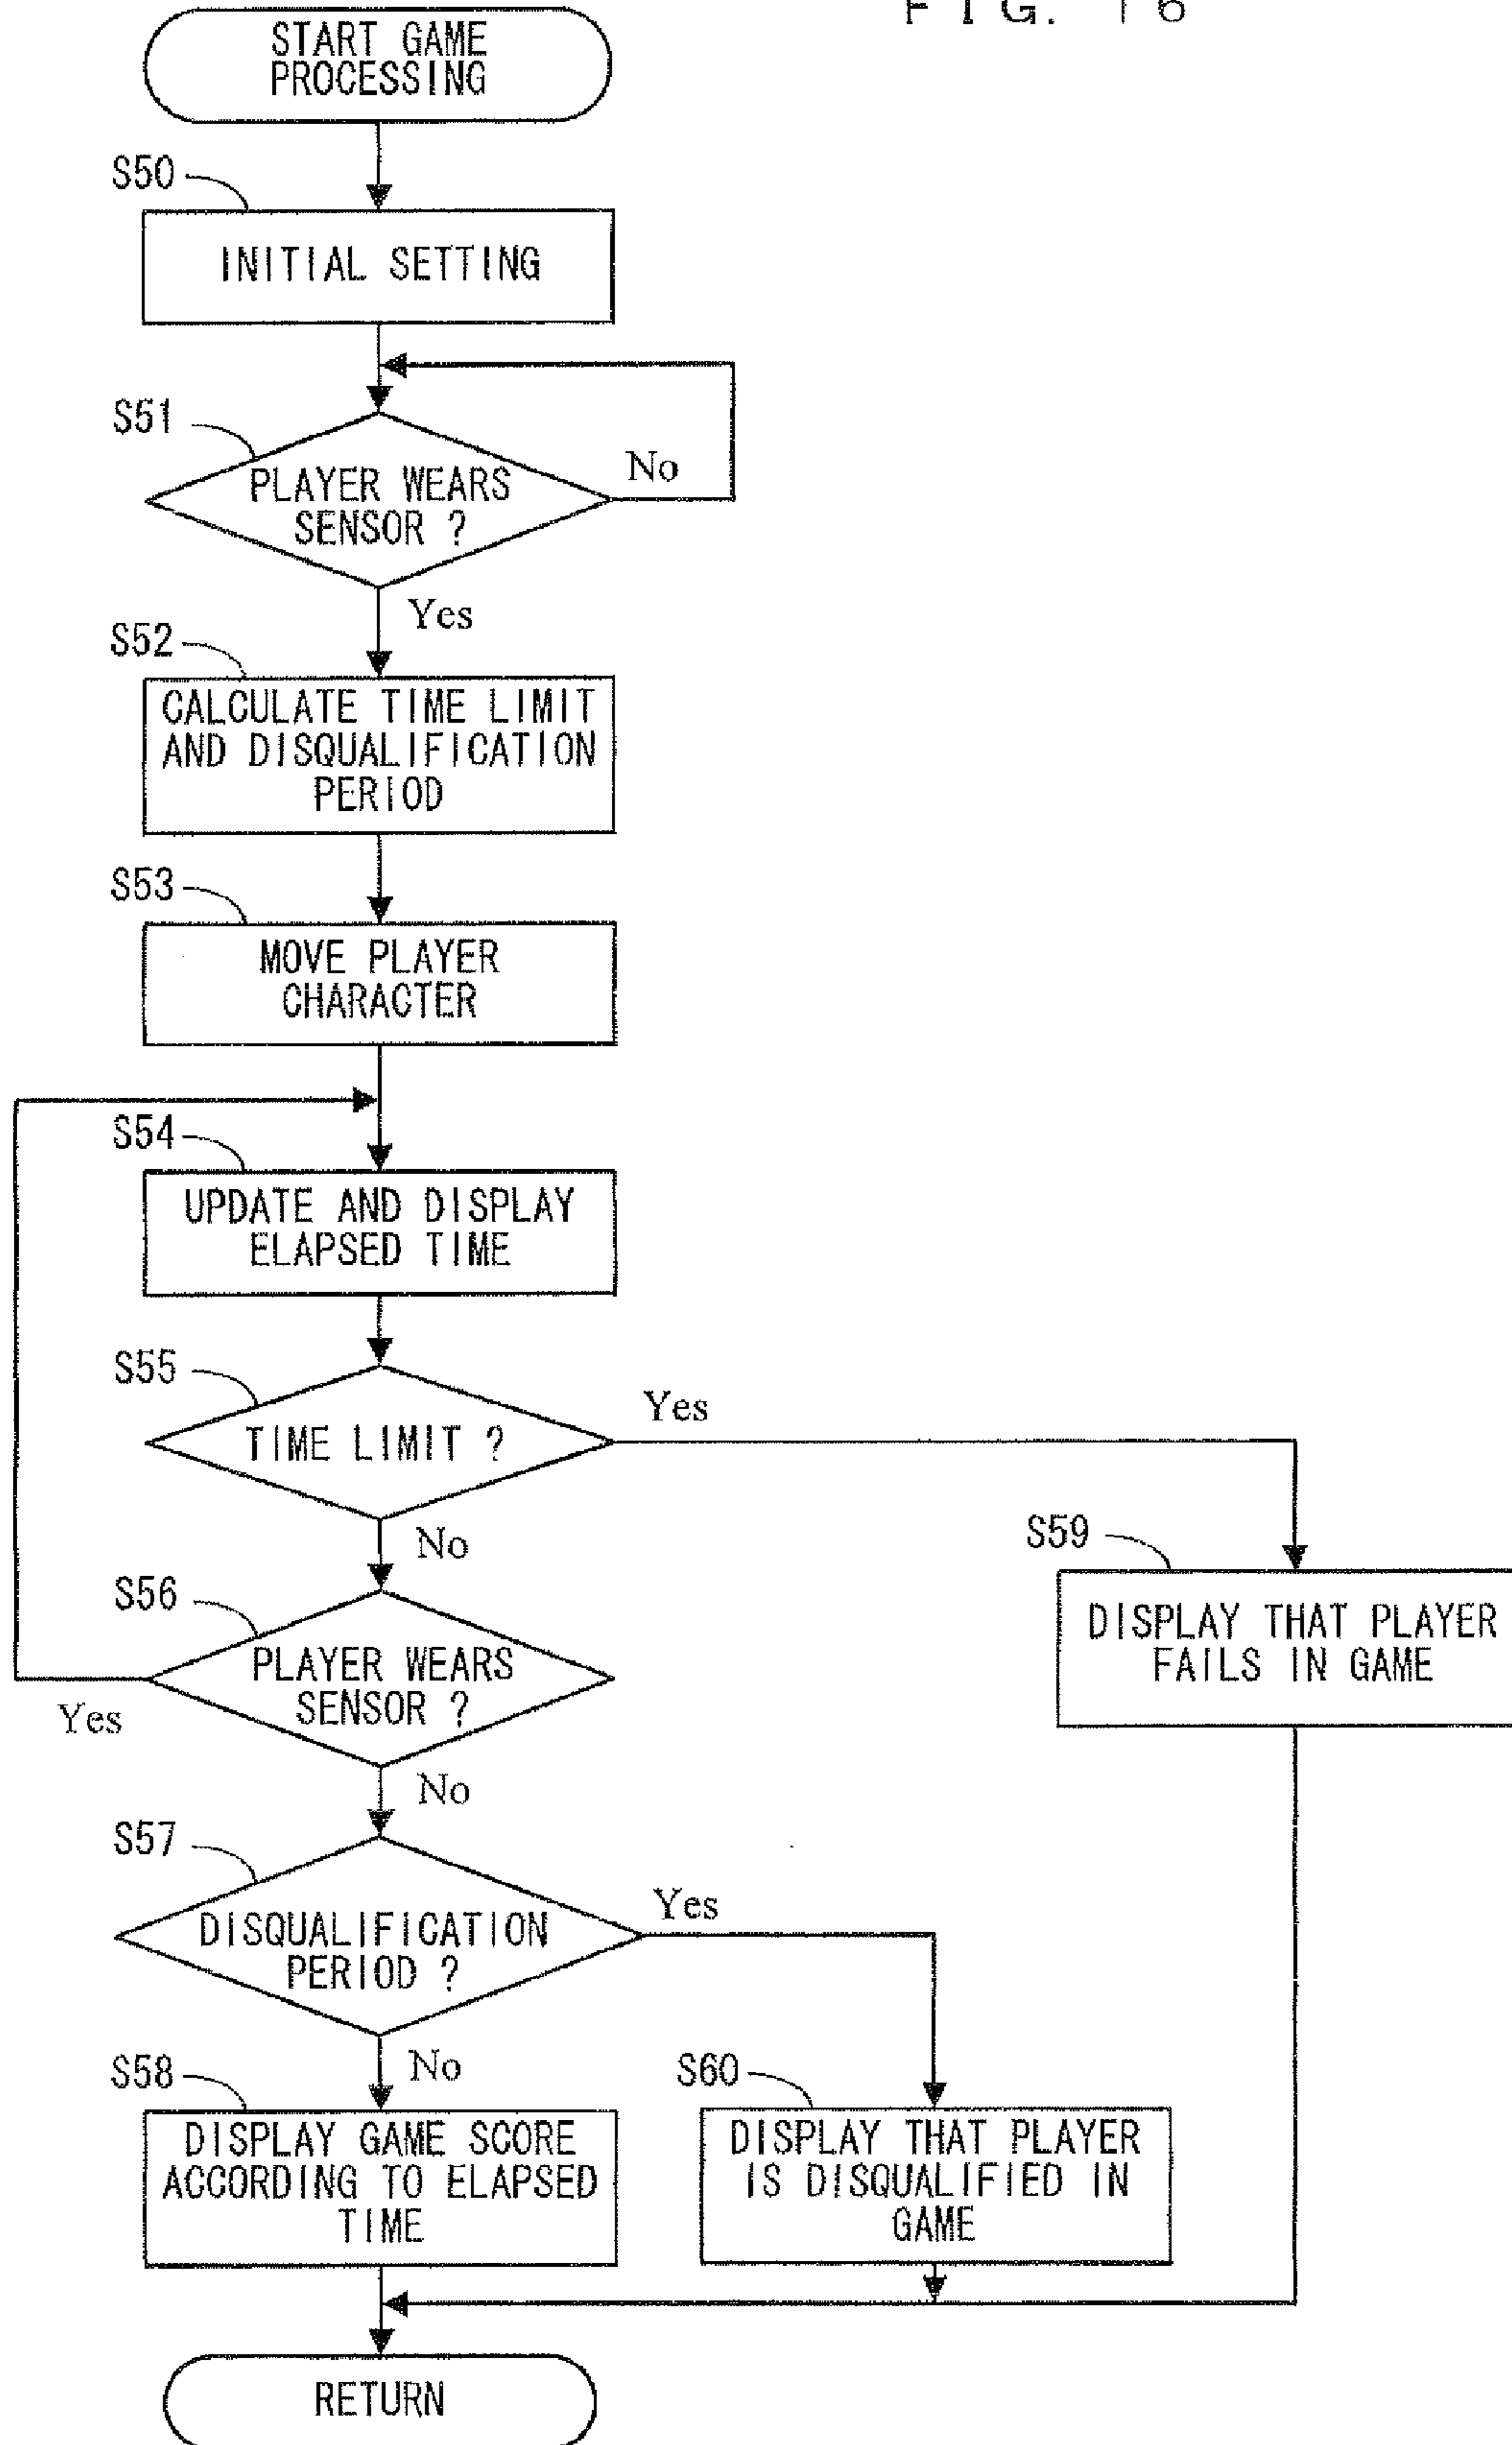 FIG. 16
START GAME
PROCESSING
S50
INITIAL SETTING
S51
PLAYER WEARS
SENSOR ?
No
Yes
S52
CALCULATE TIME LIMIT
AND DISQUALIFICATION
PERIOD
S53
MOVE PLAYER
CHARACTER
S54
UPDATE AND DISPLAY
ELAPSED TIME
S55
TIME LIMIT ?
Yes
No
S59
DISPLAY THAT PLAYER
FAILS IN GAME
S56
PLAYER WEARS
SENSOR ?
Yes
No
S57
DISQUALIFICATION
PERIOD ?
Yes
No
S58
DISPLAY GAME SCORE
ACCORDING TO ELAPSED
TIME
S60
DISPLAY THAT PLAYER
IS DISQUALIFIED IN
GAME
RETURN